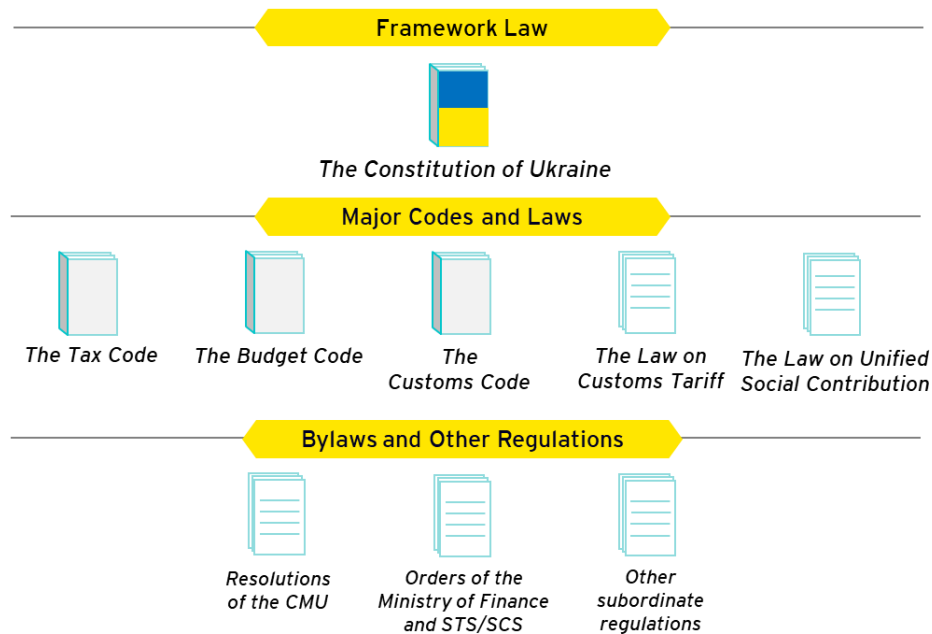 Framework Law
The Constitution of Ukraine
Major Codes and Laws
The Tax Code
The Budget Code
The
Customs Code
The Law on
Customs Tariff
The Law on Unified
Social Contribution
Bylaws and Other Regulations
Resolutions
of the CMU
Orders of the
Ministry of Finance
and STS/SCS
Other
subordinate
regulations